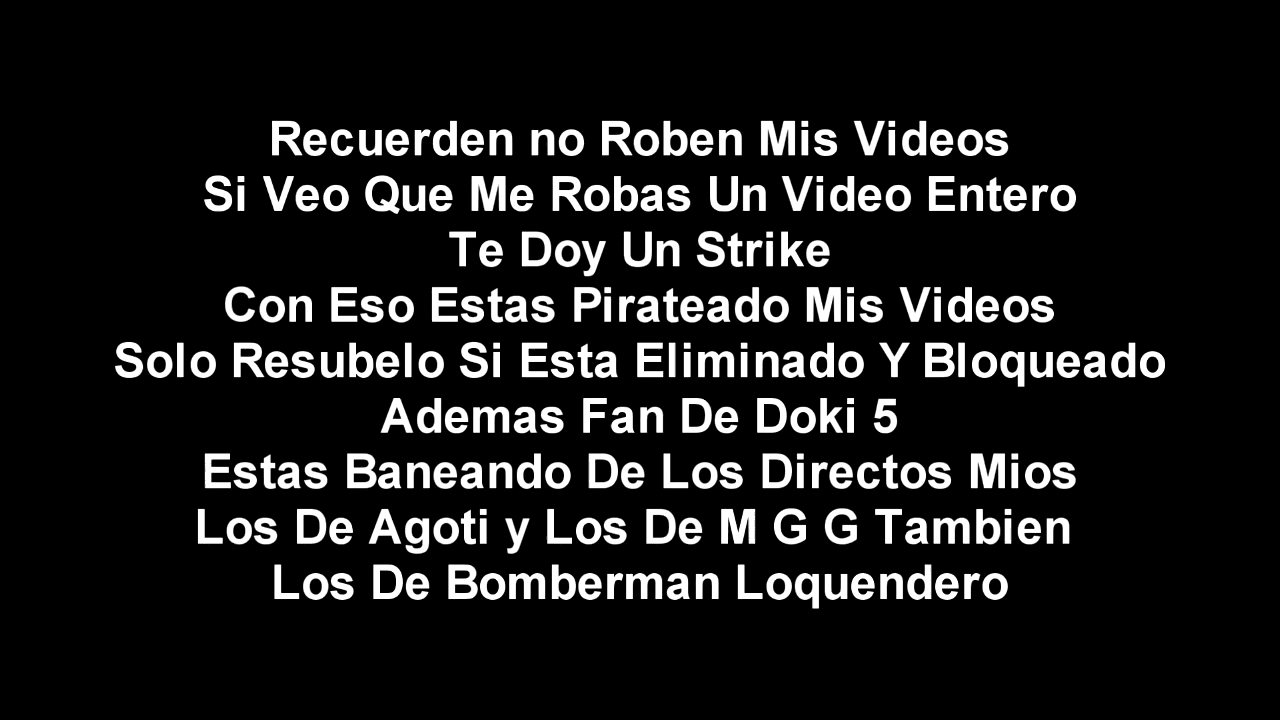 Recuerden no Roben Mis Videos
Si Veo Que Me Robas Un Video Entero
Te Doy Un Strike
Con Eso Estas Pirateado Mis Videos
Solo Resubelo Si Esta Eliminado Y Bloqueado
Ademas Fan De Doki 5
Estas Baneando De Los Directos Mios
Los De Agoti y Los De M G G Tambien
Los De Bomberman Loquendero